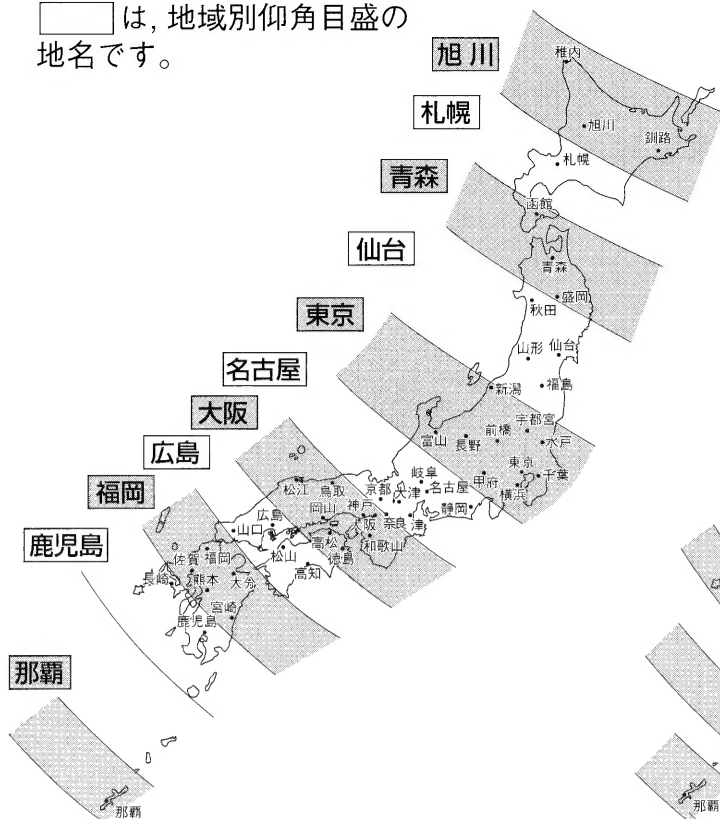 は, 地域別仰角目盛の
地名です。
旭川
稚内
札幌
旭川
釧路
札幌
青森
函館
仙台
青森
盛岡
秋田
東京
山形
仙台
名古屋
新潟
福島
大阪
宇都宮
前橋
水戸
富山
長野
広島
東京
千葉
岐阜
甲府
横浜
福岡
松江
鳥取
京都
大津
名古屋
静岡
岡山
神戸
広島
大阪
奈良
津
山口
高松
和歌山
鹿児島
松山
徳島
佐賀
福岡
高知
長崎
熊本
大分
宮崎
鹿児島
那覇
那覇
那覇